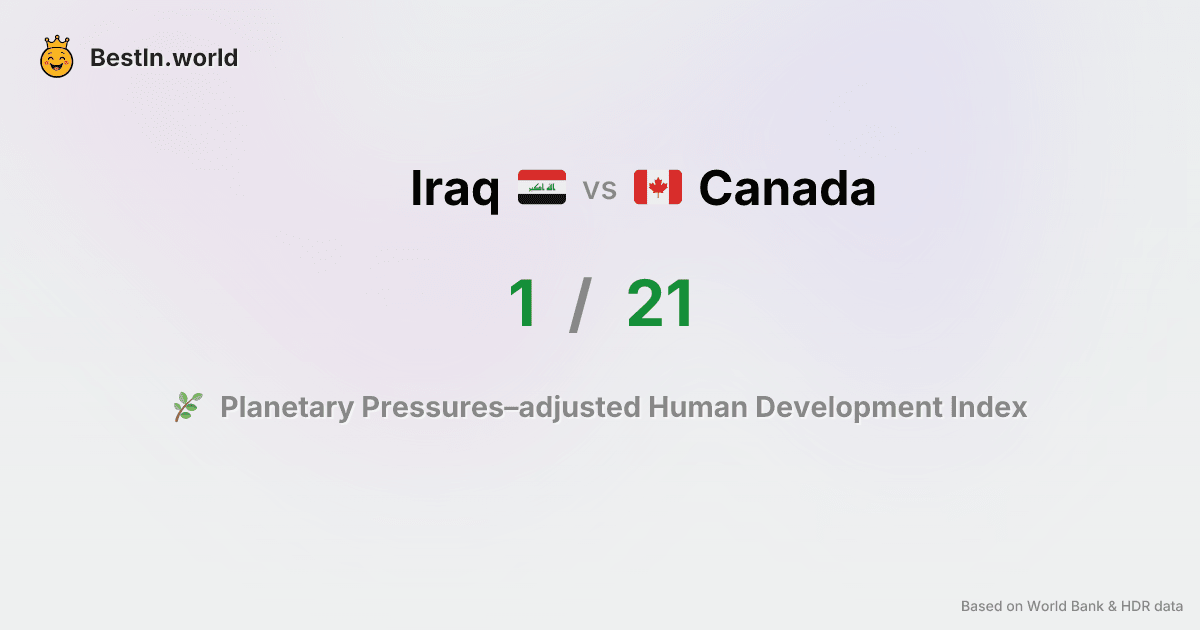 BestIn.world
Iraq vs Canada
1 / 21
Planetary Pressures–adjusted Human Development Index
Based on World Bank & HDR data